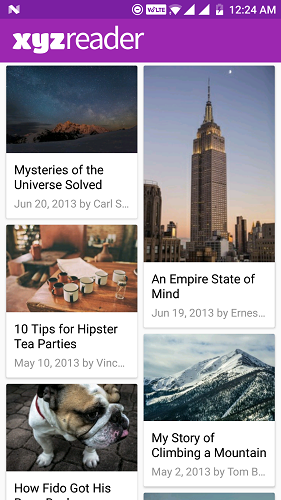 N VoLTE 12:24 AM
xyzreader
Mysteries of the
Universe Solved
Jun 20, 2013 by Carl S…
An Empire State of
Mind
Jun 19, 2013 by Ernes…
10 Tips for Hipster
Tea Parties
May 10, 2013 by Vinc…
My Story of
Climbing a Mountain
May 2, 2013 by Tom B…
How Fido Got His